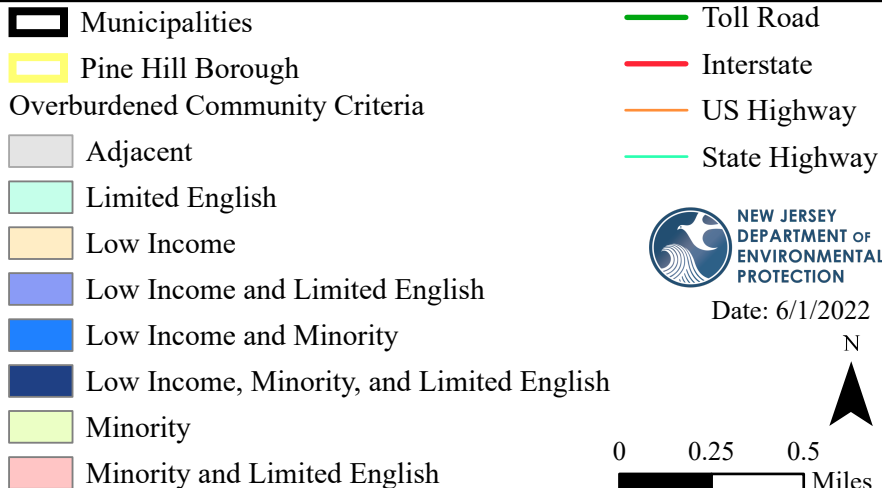 Municipalities
Pine Hill Borough
Overburdened Community Criteria
Adjacent
Limited English
Low Income
Low Income and Limited English
Low Income and Minority
Low Income, Minority, and Limited English
Minority
Minority and Limited English
Toll Road
Interstate
US Highway
State Highway
NEW JERSEY
DEPARTMENT OF
ENVIRONMENTAL
PROTECTION
Date: 6/1/2022
N
0 0.25 0.5
Miles